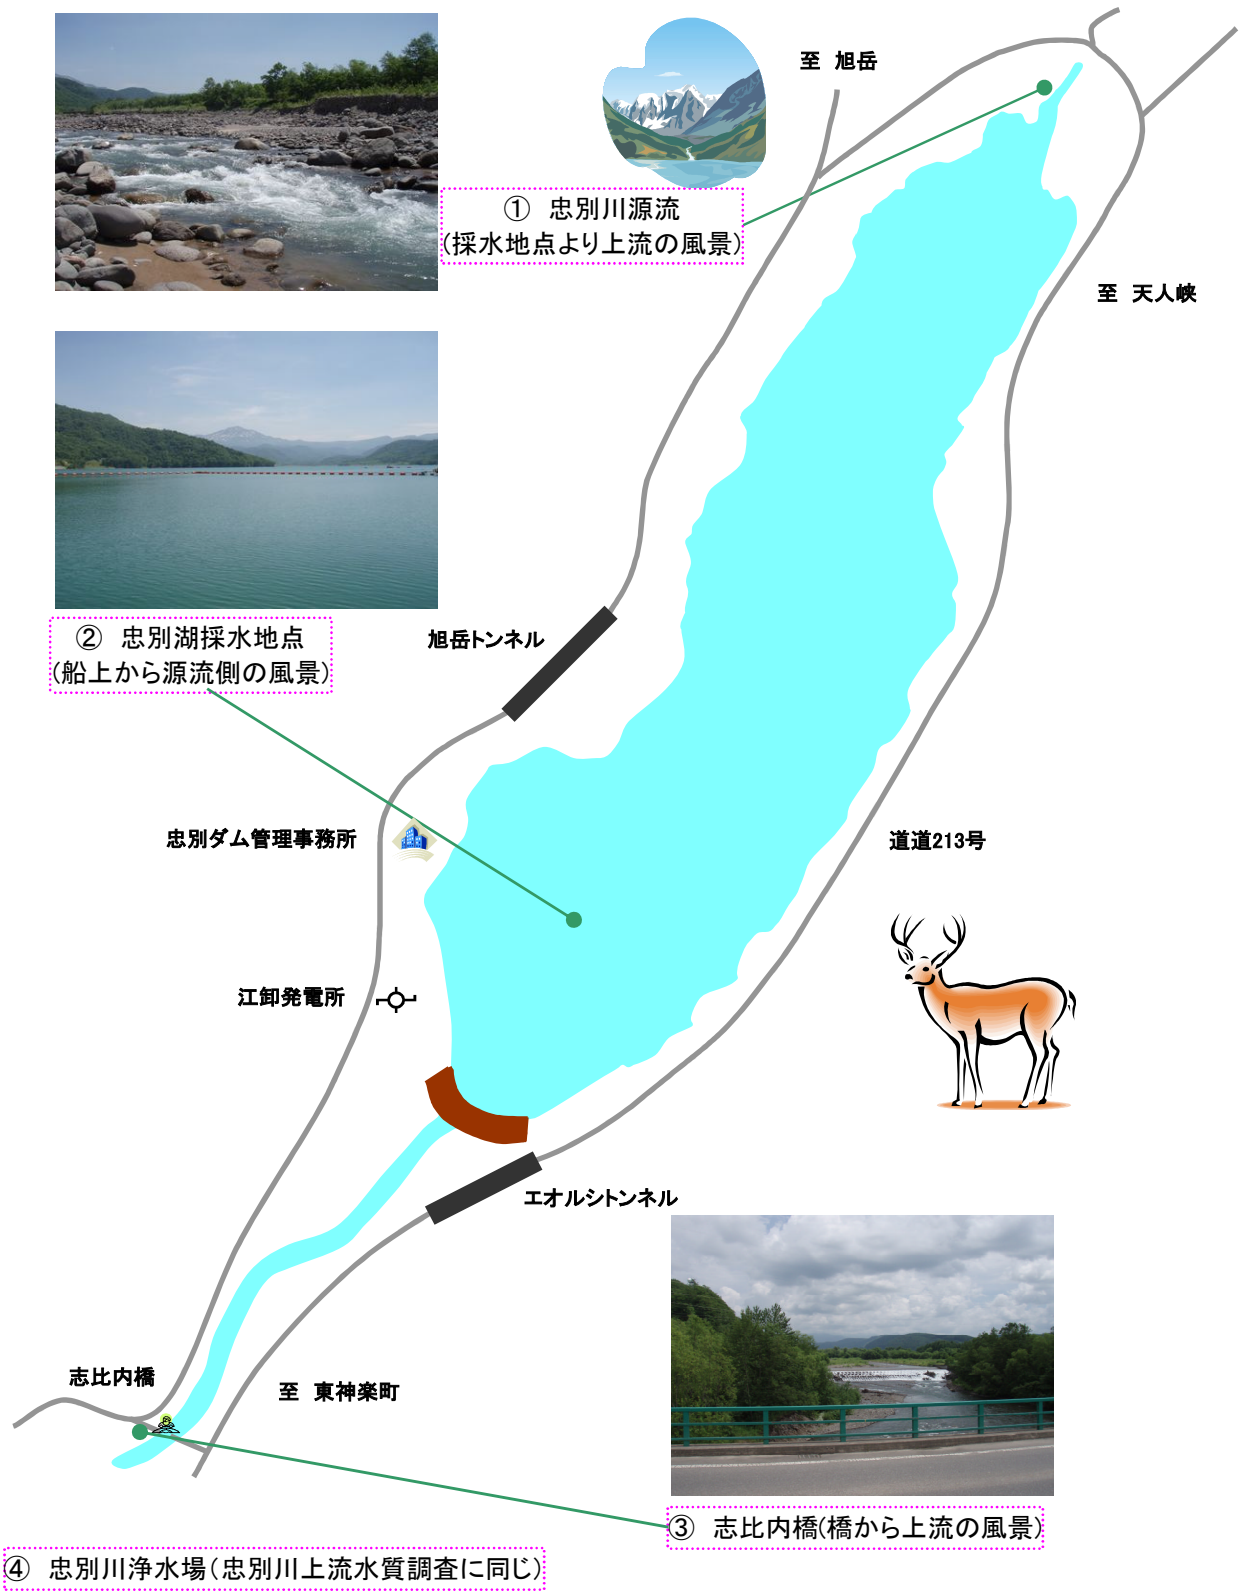 至　旭岳
①　忠別川源流
(採水地点より上流の風景)
至　天人峡
②　忠別湖採水地点
(船上から源流側の風景)
旭岳トンネル
忠別ダム管理事務所
道道213号
江卸発電所
エオルシトンネル
志比内橋
至　東神楽町
③　志比内橋(橋から上流の風景)
④　忠別川浄水場(忠別川上流水質調査に同じ)